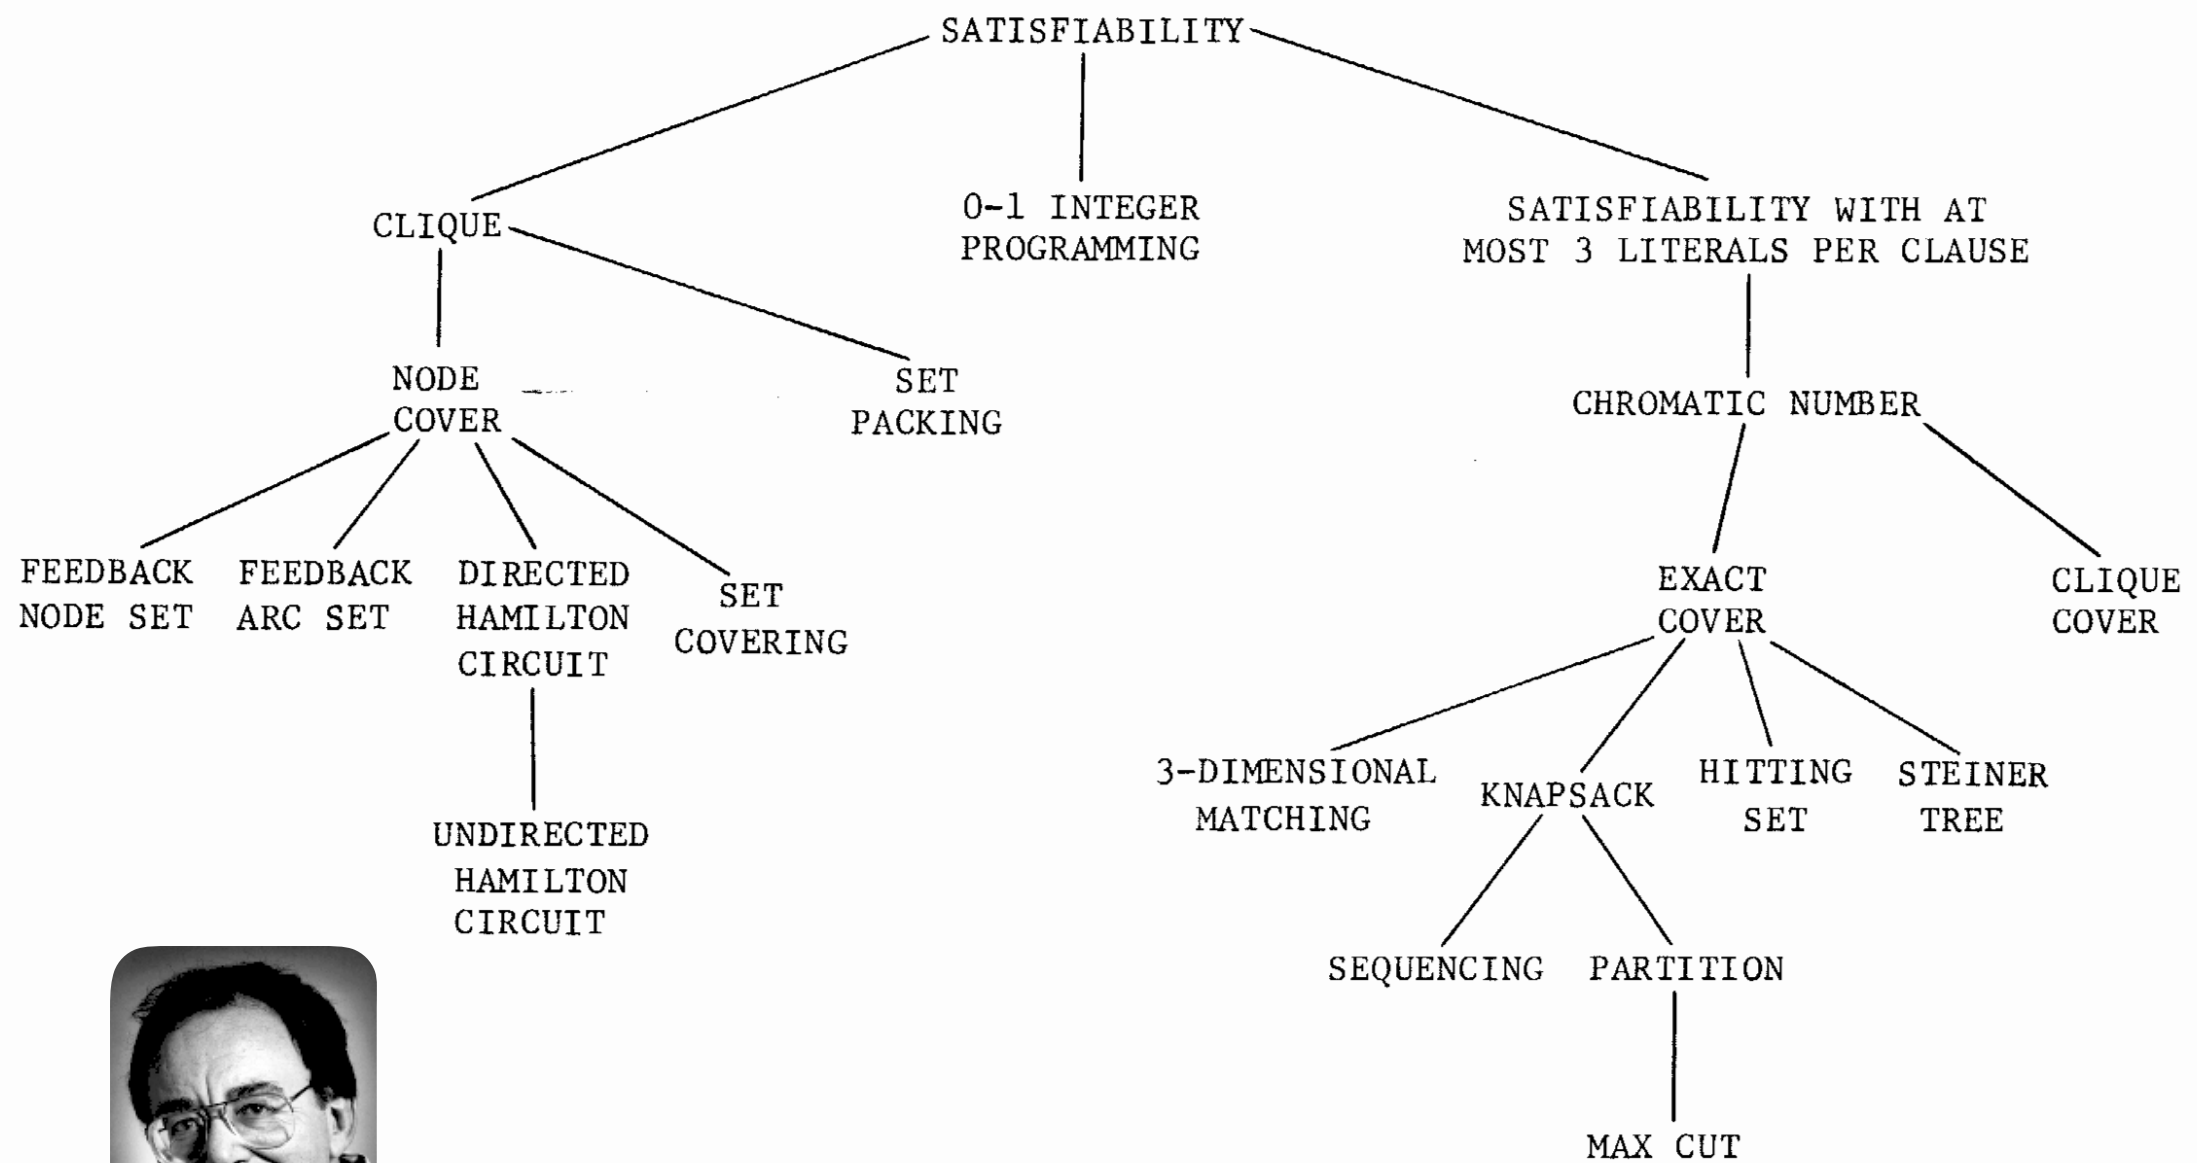 SATISFIABILITY
CLIQUE
0-1 INTEGER
PROGRAMMING
SATISFIABILITY WITH AT
MOST 3 LITERALS PER CLAUSE
NODE
COVER
SET
PACKING
CHROMATIC NUMBER
FEEDBACK
NODE SET
FEEDBACK
ARC SET
DIRECTED
HAMILTON
CIRCUIT
SET
COVERING
EXACT
COVER
CLIQUE
COVER
UNDIRECTED
HAMILTON
CIRCUIT
3-DIMENSIONAL
MATCHING
KNAPSACK
HITTING
SET
STEINER
TREE
SEQUENCING
PARTITION
MAX CUT